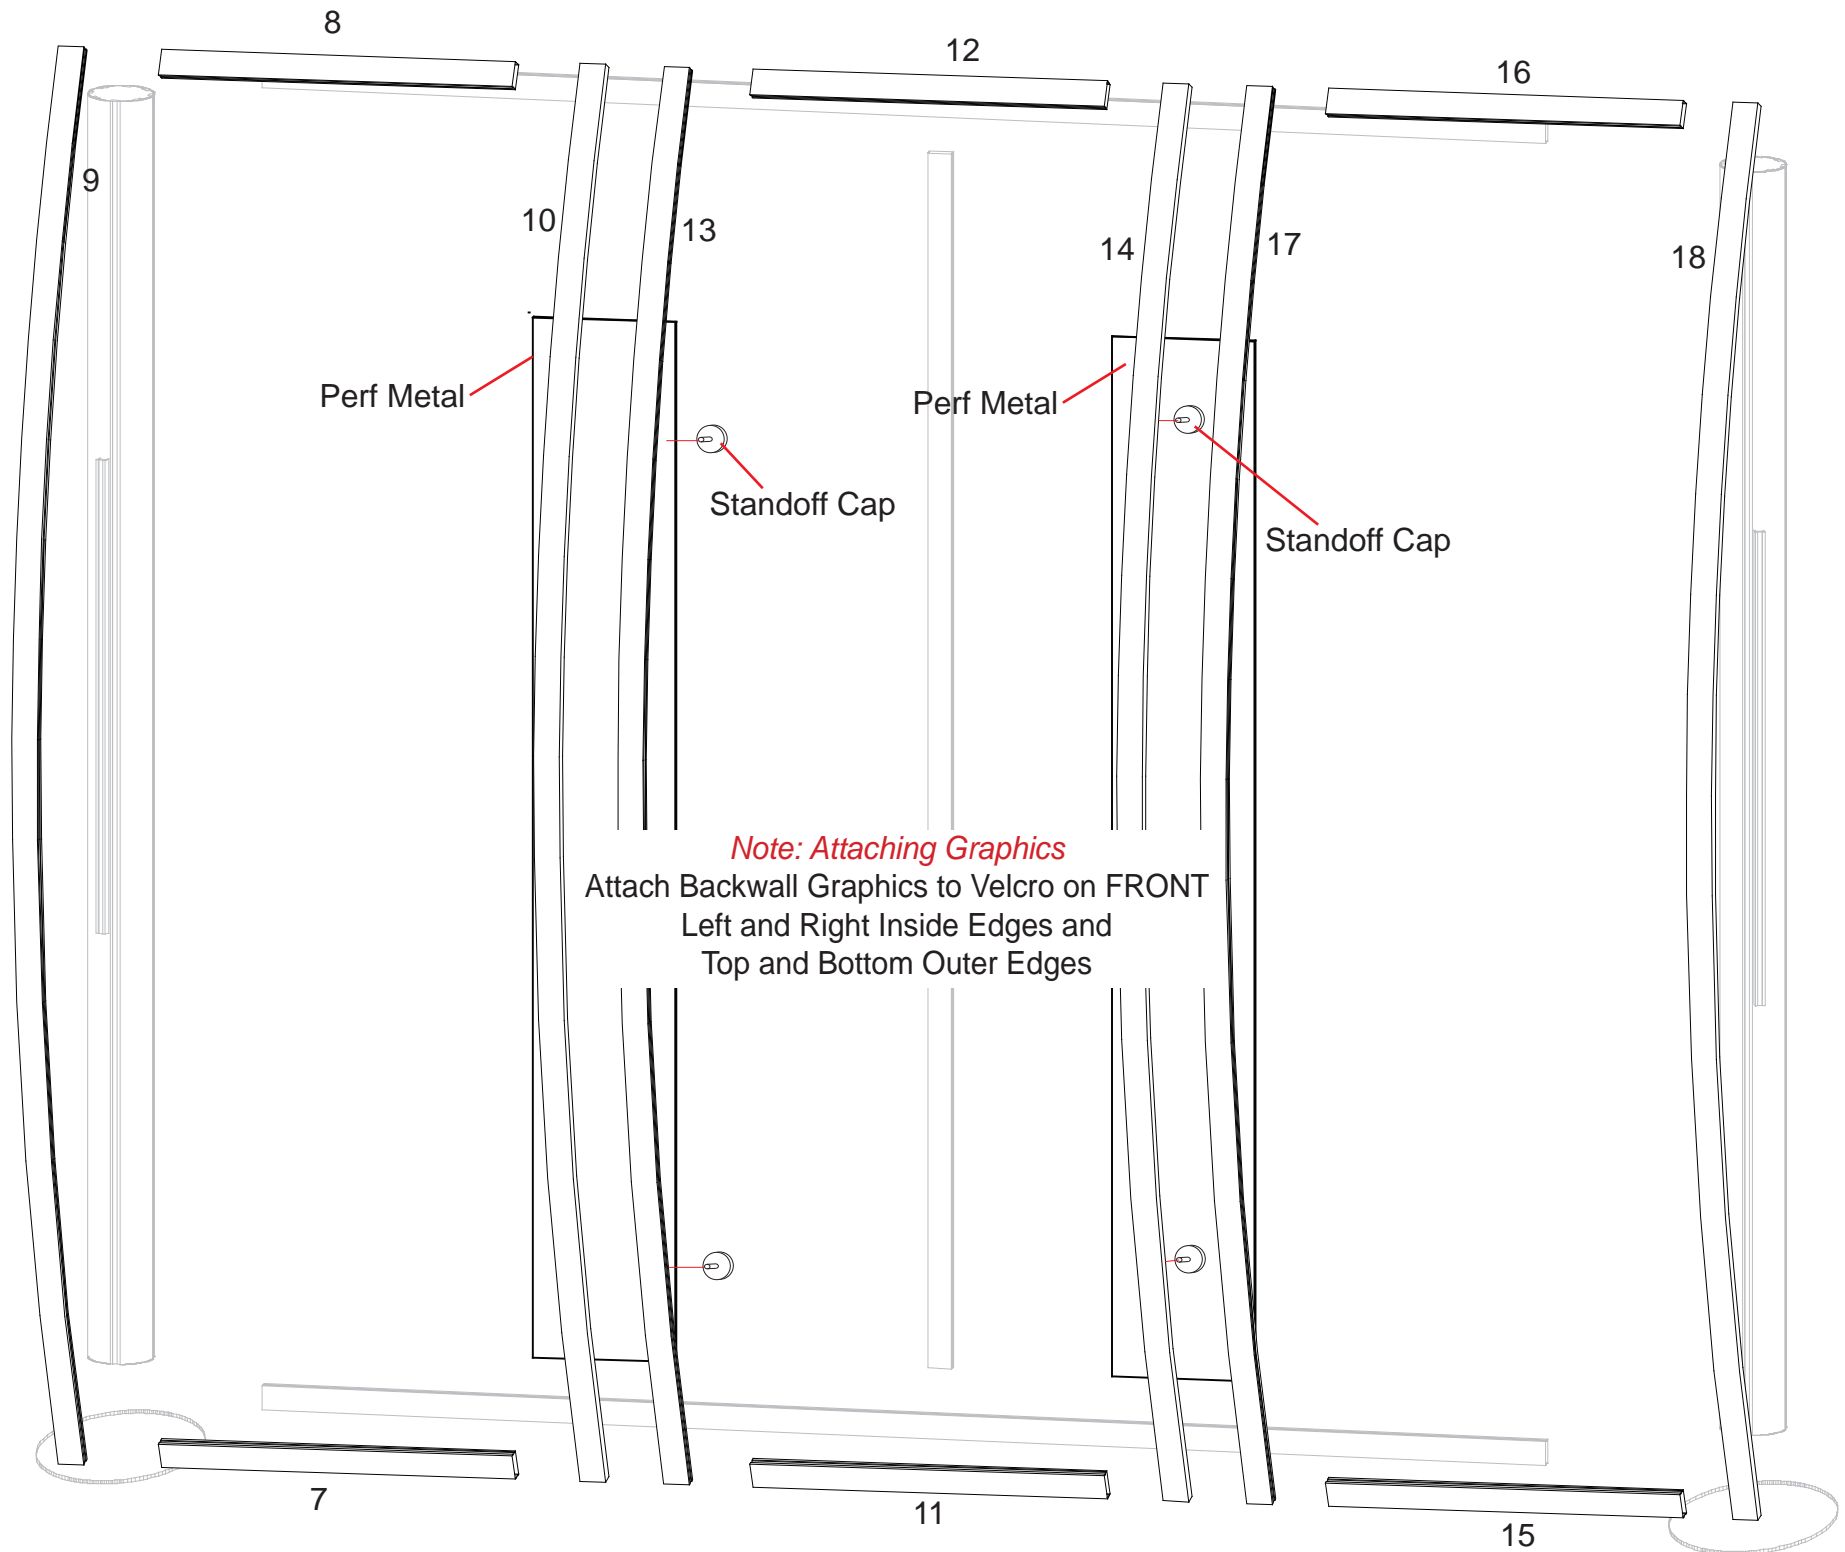 8
12
16
9
10
13
14
17
18
Perf Metal
Perf Metal
Standoff Cap
Standoff Cap
Note: Attaching Graphics
Attach Backwall Graphics to Velcro on FRONT
Left and Right Inside Edges and
Top and Bottom Outer Edges
7
11
15